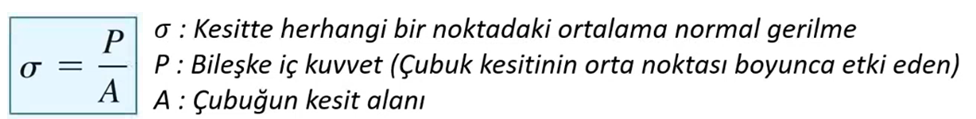 σ = P / A
σ : Kesitte herhangi bir noktadaki ortalama normal gerilme
P : Bileşke iç kuvvet (Çubuk kesitinin orta noktası boyunca etki eden)
A : Çubuğun kesit alanı